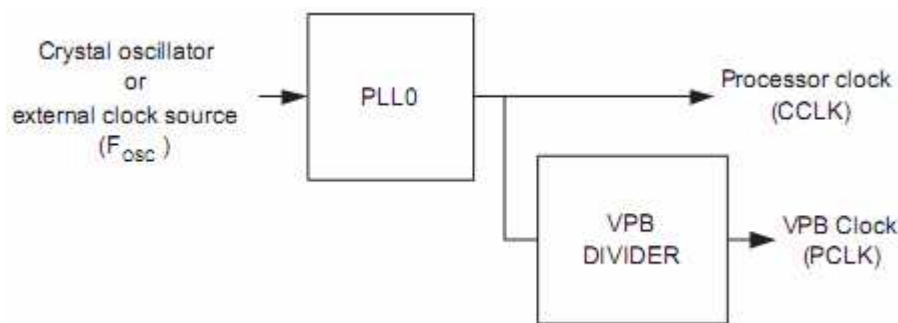 Crystal oscillator
or
external clock source
(FOSC)
PLL0
Processor clock
(CCLK)
VPB
DIVIDER
VPB Clock
(PCLK)